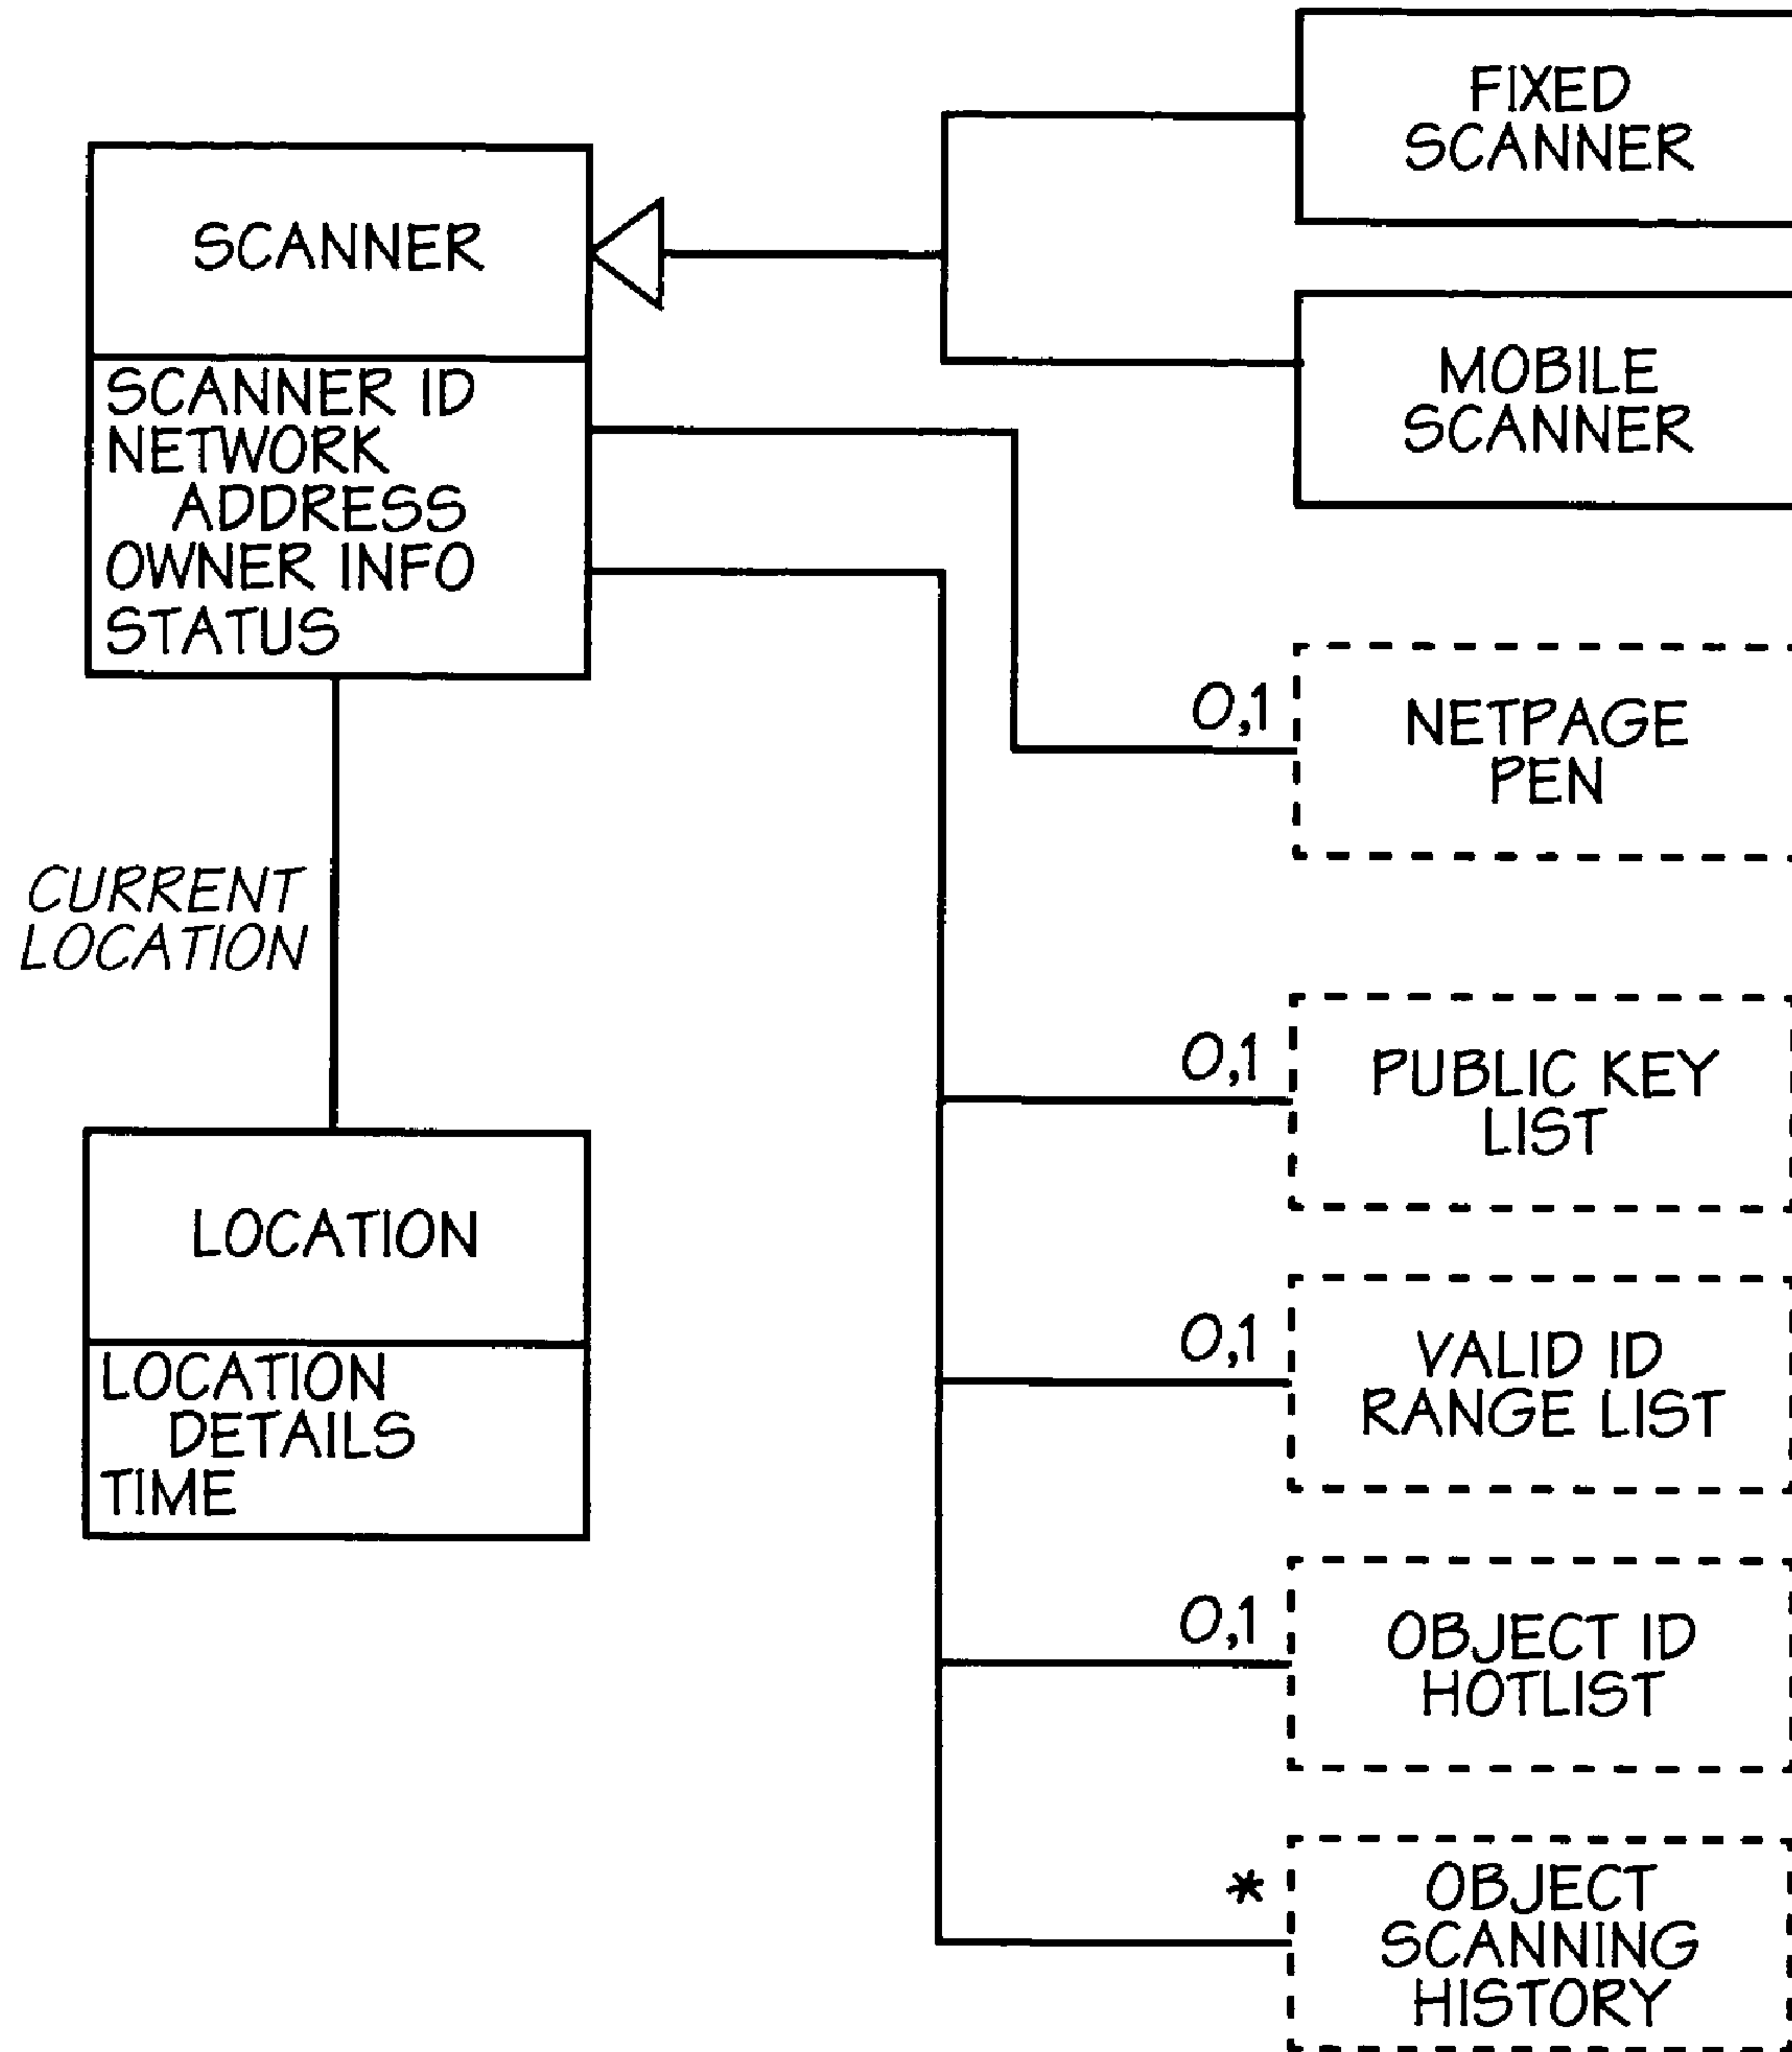 FIXED
SCANNER
SCANNER
MOBILE
SCANNER
SCANNER ID
NETWORK
ADDRESS
OWNER INFO
STATUS
0,1
NETPAGE
PEN
CURRENT
LOCATION
0,1
PUBLIC KEY
LIST
LOCATION
LOCATION
DETAILS
TIME
0,1
VALID ID
RANGE LIST
0,1
OBJECT ID
HOTLIST
*
OBJECT
SCANNING
HISTORY